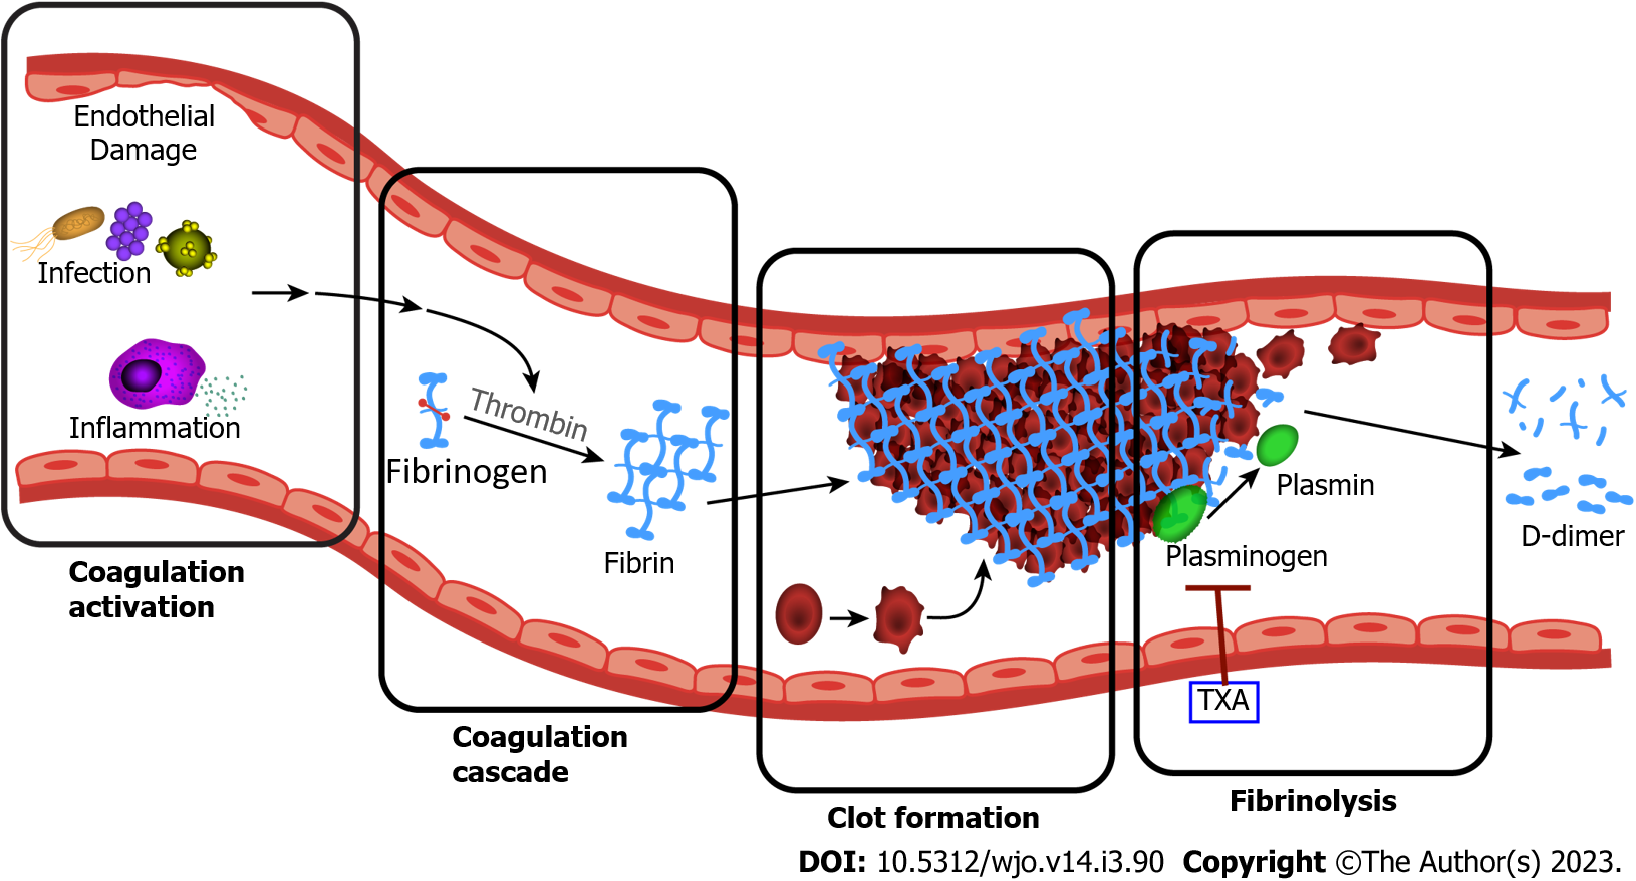 Endothelial
Damage
Infection
Inflammation
Coagulation
activation
Fibrinogen
Thrombin
Fibrin
Coagulation
cascade
Clot formation
Plasmin
Plasminogen
TXA
Fibrinolysis
D-dimer
DOI: 10.5312/wjo.v14.i3.90 Copyright ©The Author(s) 2023.